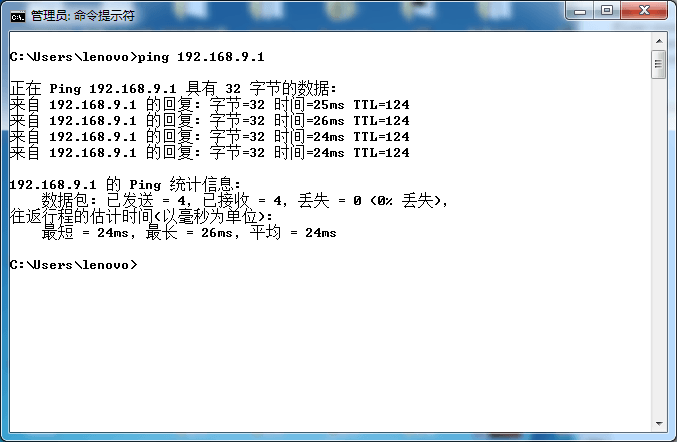 管理员: 命令提示符
C:\Users\lenovo>ping 192.168.9.1
正在 Ping 192.168.9.1 具有 32 字节的数据:
来自 192.168.9.1 的回复: 字节=32 时间=25ms TTL=124
来自 192.168.9.1 的回复: 字节=32 时间=26ms TTL=124
来自 192.168.9.1 的回复: 字节=32 时间=24ms TTL=124
来自 192.168.9.1 的回复: 字节=32 时间=24ms TTL=124
192.168.9.1 的 Ping 统计信息:
数据包: 已发送 = 4, 已接收 = 4, 丢失 = 0 (0% 丢失),
往返行程的估计时间(以毫秒为单位):
最短 = 24ms, 最长 = 26ms, 平均 = 24ms
C:\Users\lenovo>